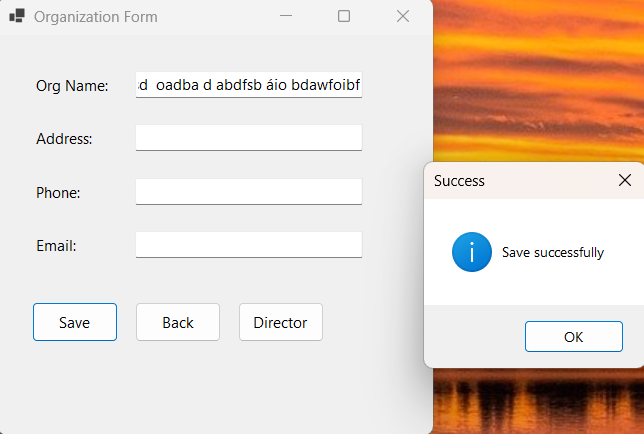 Organization Form
Org Name:
oadba d abdfsb áio bdawfoibf
Address:
Phone:
Email:
Save
Back
Director
Success
Save successfully
OK